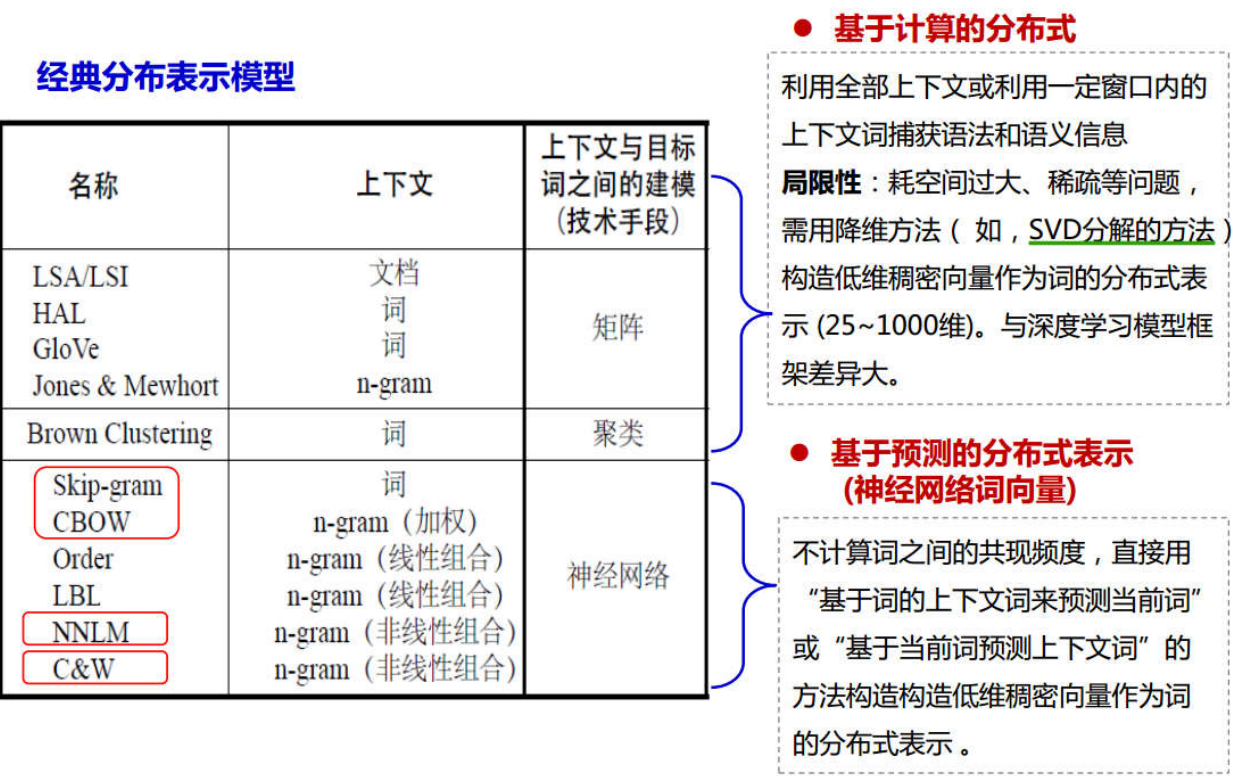 经典分布表示模型
名称 上下文 上下文与目标
词之间的建模
（技术手段）
LSA/LSI 文档
HAL 词
GloVe 词
Jones & Mewhort n-gram
矩阵
Brown Clustering 词 聚类
Skip-gram 词
CBOW n-gram（加权）
Order n-gram（线性组合）
LBL n-gram（线性组合）
NNLM n-gram（非线性组合）
C&W n-gram（非线性组合）
神经网络
● 基于计算的分布式
利用全部上下文或利用一定窗口内的
上下文词捕获语法和语义信息
局限性：耗空间过大、稀疏等问题，
需用降维方法（ 如，SVD分解的方法）
构造低维稠密向量作为词的分布式表
示 (25~1000维)。与深度学习模型框
架差异大。
● 基于预测的分布式表示
(神经网络词向量)
不计算词之间的共现频度，直接用
“基于词的上下文词来预测当前词”
或“基于当前词预测上下文词”的
方法构造构造低维稠密向量作为词
的分布式表示 。